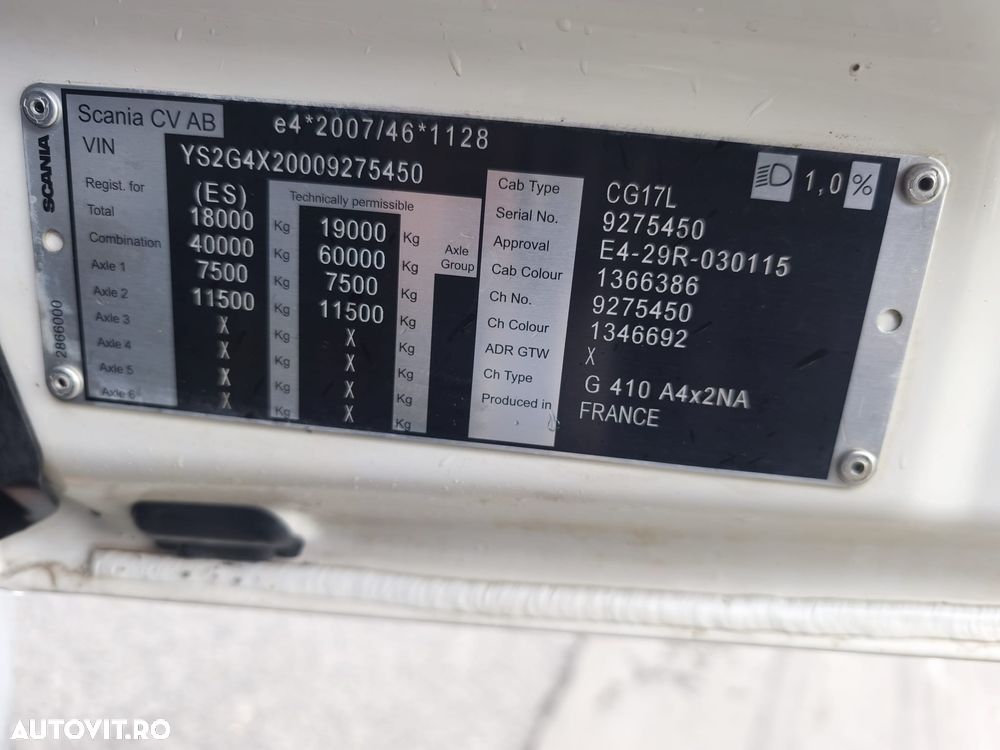 Scania CV AB e4*2007/46*1128
VIN YS2G4X20009275450
SCANIA
2866000
Regist. for (ES) Technically permissible
Total 18000 Kg 19000 Kg
Combination 40000 Kg 60000 Kg Axle Group
Axle 1 7500 Kg 7500 Kg
Axle 2 11500 Kg 11500 Kg
Axle 3 X Kg X Kg
Axle 4 X Kg X Kg
Axle 5 X Kg X Kg
Axle 6 X Kg X Kg
1,0 %
Cab Type CG17L
Serial No. 9275450
Approval E4-29R-030115
Cab Colour 1366386
Ch No. 9275450
Ch Colour 1346692
ADR GTW X
Ch Type G 410 A4x2NA
Produced in FRANCE
AUTOVIT.RO